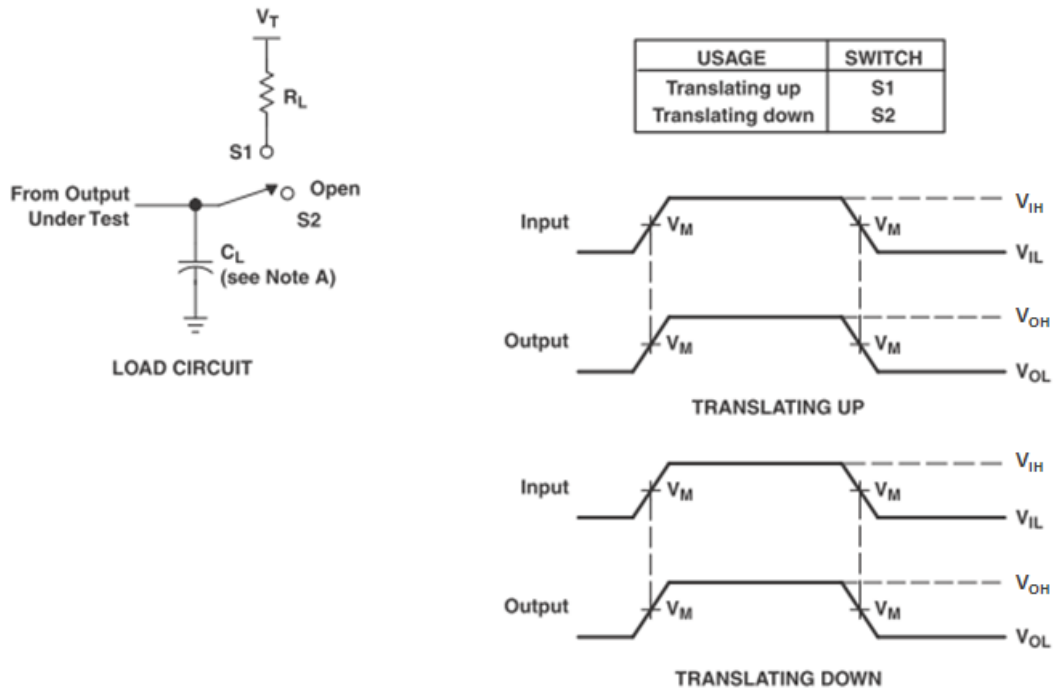 VT
RL
S1
Open
S2
From Output
Under Test
CL
(see Note A)
LOAD CIRCUIT
USAGE SWITCH
Translating up S1
Translating down S2
Input VM VM VIH
VIL
Output VM VM VOH
VOL
TRANSLATING UP
Input VM VM VIH
VIL
Output VM VM VOH
VOL
TRANSLATING DOWN